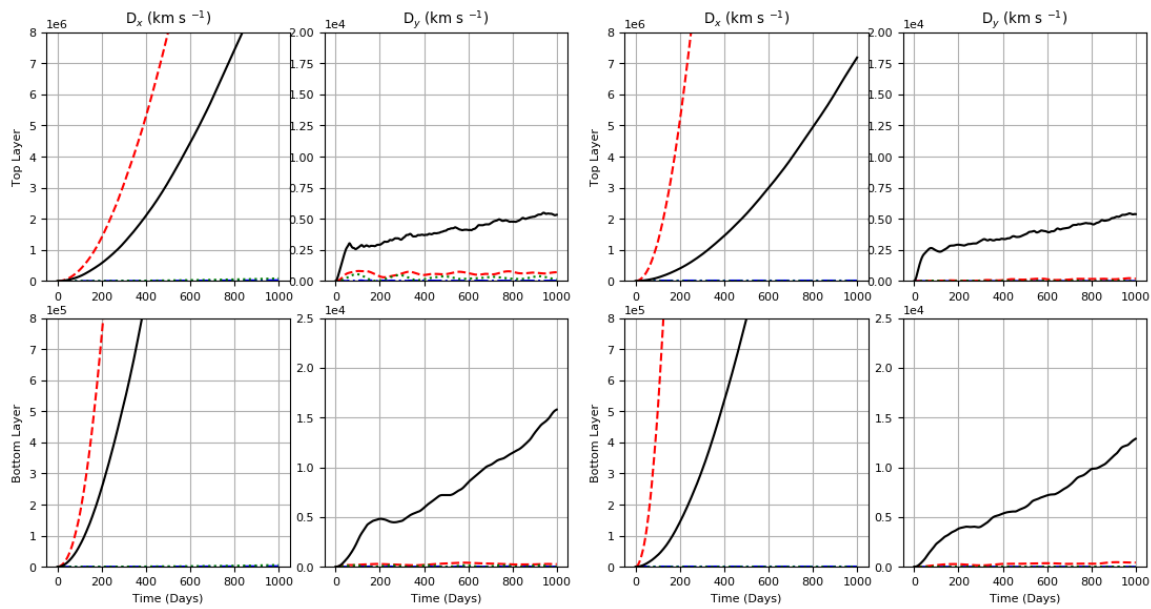 D_x (km s ⁻¹) D_y (km s ⁻¹) D_x (km s ⁻¹) D_y (km s ⁻¹)
1e6 1e4 1e6 1e4
8 2.00 8 2.00
7 1.75 7 1.75
6 1.50 6 1.50
5 1.25 5 1.25
4 1.00 4 1.00
3 0.75 3 0.75
2 0.50 2 0.50
1 0.25 1 0.25
0 0.00 0 0.00
Top Layer Top Layer
0 200 400 600 800 1000 0 200 400 600 800 1000 0 200 400 600 800 1000 0 200 400 600 800 1000
1e5 1e4 1e5 1e4
8 2.5 8 2.5
7 7
6 2.0 6 2.0
5 1.5 5 1.5
4 4
3 1.0 3 1.0
2 0.5 2 0.5
1 1
0 0.0 0 0.0
Bottom Layer Bottom Layer
0 200 400 600 800 1000 0 200 400 600 800 1000 0 200 400 600 800 1000 0 200 400 600 800 1000
Time (Days) Time (Days) Time (Days) Time (Days)